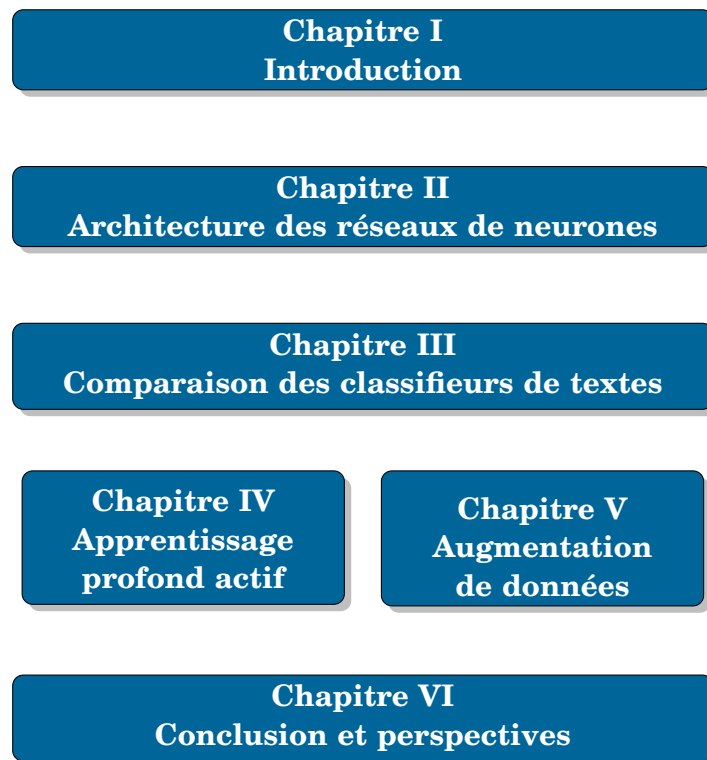 Chapitre I
Introduction
Chapitre II
Architecture des réseaux de neurones
Chapitre III
Comparaison des classifieurs de textes
Chapitre IV
Apprentissage
profond actif
Chapitre V
Augmentation
de données
Chapitre VI
Conclusion et perspectives